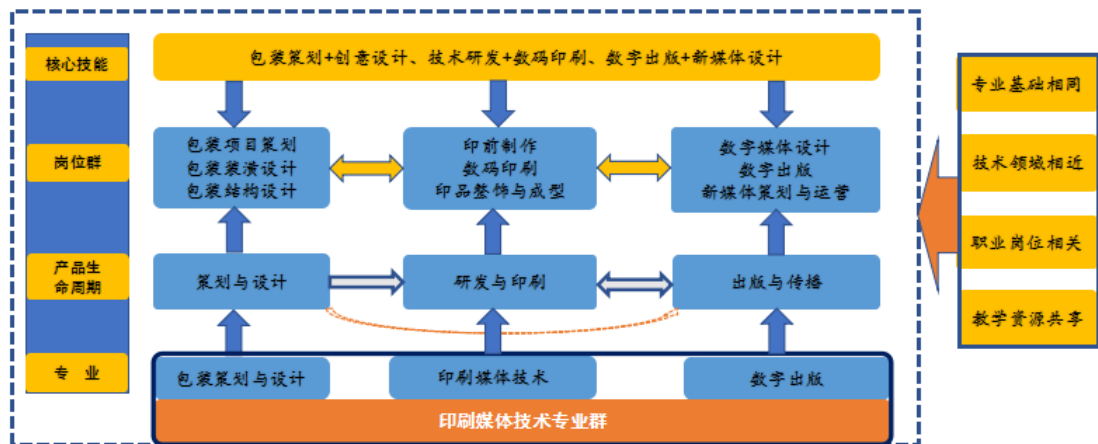 核心技能
包装策划+创意设计、技术研发+数码印刷、数字出版+新媒体设计
岗位群
包装项目策划
包装装潢设计
包装结构设计
印前制作
数码印刷
印品整饰与成型
数字媒体设计
数字出版
新媒体策划与运营
产品生
命周期
策划与设计
研发与印刷
出版与传播
专 业
包装策划与设计
印刷媒体技术
数字出版
印刷媒体技术专业群
专业基础相同
技术领域相近
职业岗位相关
教学资源共享